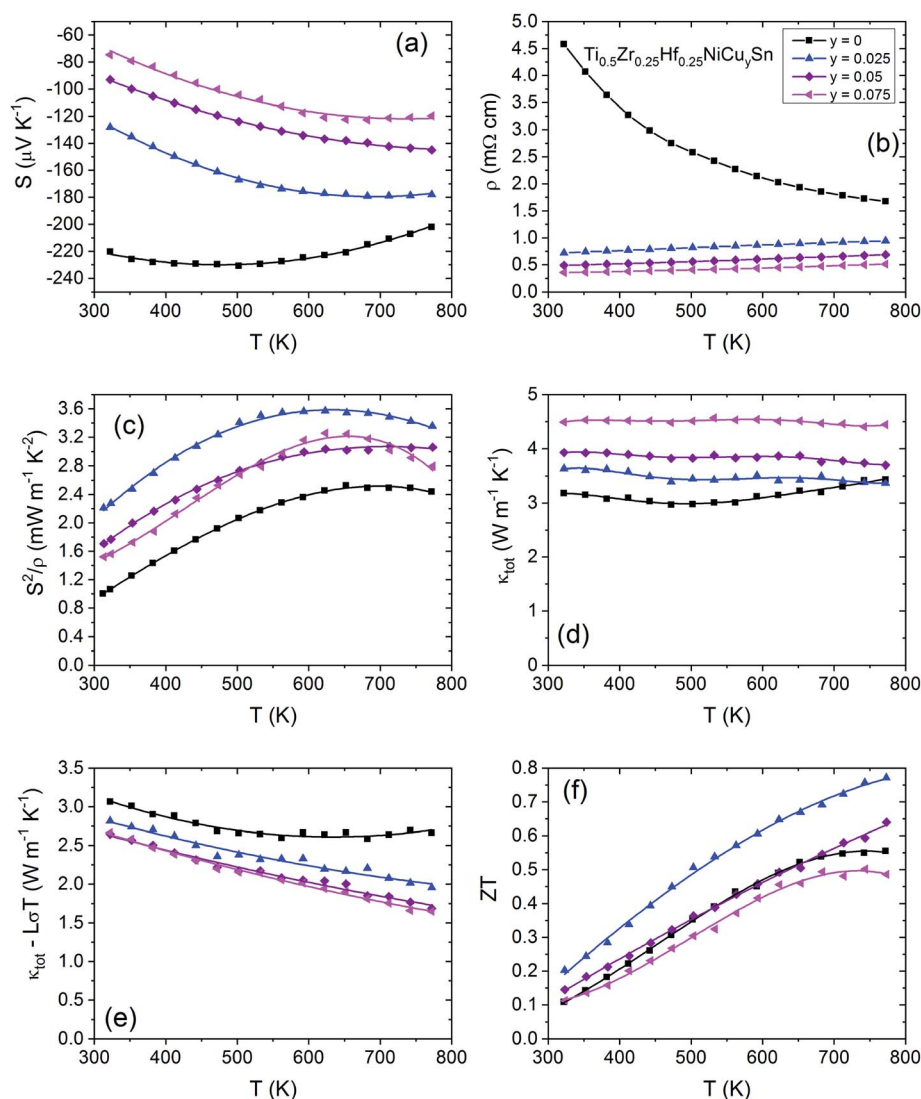 -60
-80
-100
-120
-140
-160
-180
-200
-220
-240
S (μV K⁻¹)
(a)
300 400 500 600 700 800
T (K)
5.0
4.5
4.0
3.5
3.0
2.5
2.0
1.5
1.0
0.5
0.0
ρ (mΩ cm)
Ti₀.₅Zr₀.₂₅Hf₀.₂₅NiCuᵧSn
y = 0
y = 0.025
y = 0.05
y = 0.075
(b)
300 400 500 600 700 800
T (K)
3.6
3.2
2.8
2.4
2.0
1.6
1.2
0.8
0.4
0.0
S²/ρ (mW m⁻¹ K⁻²)
(c)
300 400 500 600 700 800
T (K)
5
4
3
2
1
0
κtot (W m⁻¹ K⁻¹)
(d)
300 400 500 600 700 800
T (K)
3.5
3.0
2.5
2.0
1.5
1.0
0.5
0.0
κtot - LσT (W m⁻¹ K⁻¹)
(e)
300 400 500 600 700 800
T (K)
0.8
0.7
0.6
0.5
0.4
0.3
0.2
0.1
0.0
ZT
(f)
300 400 500 600 700 800
T (K)